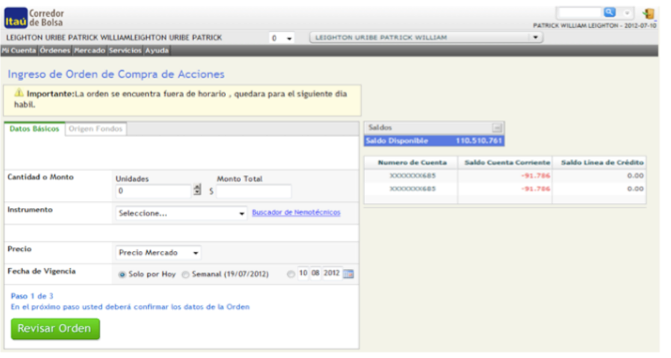 Itaú Corredor
de Bolsa
PATRICK WILLIAM LEIGHTON - 2012-07-10
LEIGHTON URIBE PATRICK WILLIAMLEIGHTON URIBE PATRICK 0 LEIGHTON URIBE PATRICK WILLIAM
Mi Cuenta Órdenes Mercado Servicios Ayuda
Ingreso de Orden de Compra de Acciones
Importante:La orden se encuentra fuera de horario , quedara para el siguiente dia
habil.
Datos Básicos Origen Fondos
Saldos
Saldo Disponible 110.510.761
Numero de Cuenta Saldo Cuenta Corriente Saldo Linea de Crédito
XXXXXXX685 -91.786 0.00
XXXXXXX685 -91.786 0.00
Cantidad o Monto Unidades Monto Total
0 $
Instrumento Seleccione... Buscador de Nemotécnicos
Precio Precio Mercado
Fecha de Vigencia Solo por Hoy Semanal (19/07/2012) 10 08 2012
Paso 1 de 3
En el próximo paso usted deberá confirmar los datos de la Orden
Revisar Orden